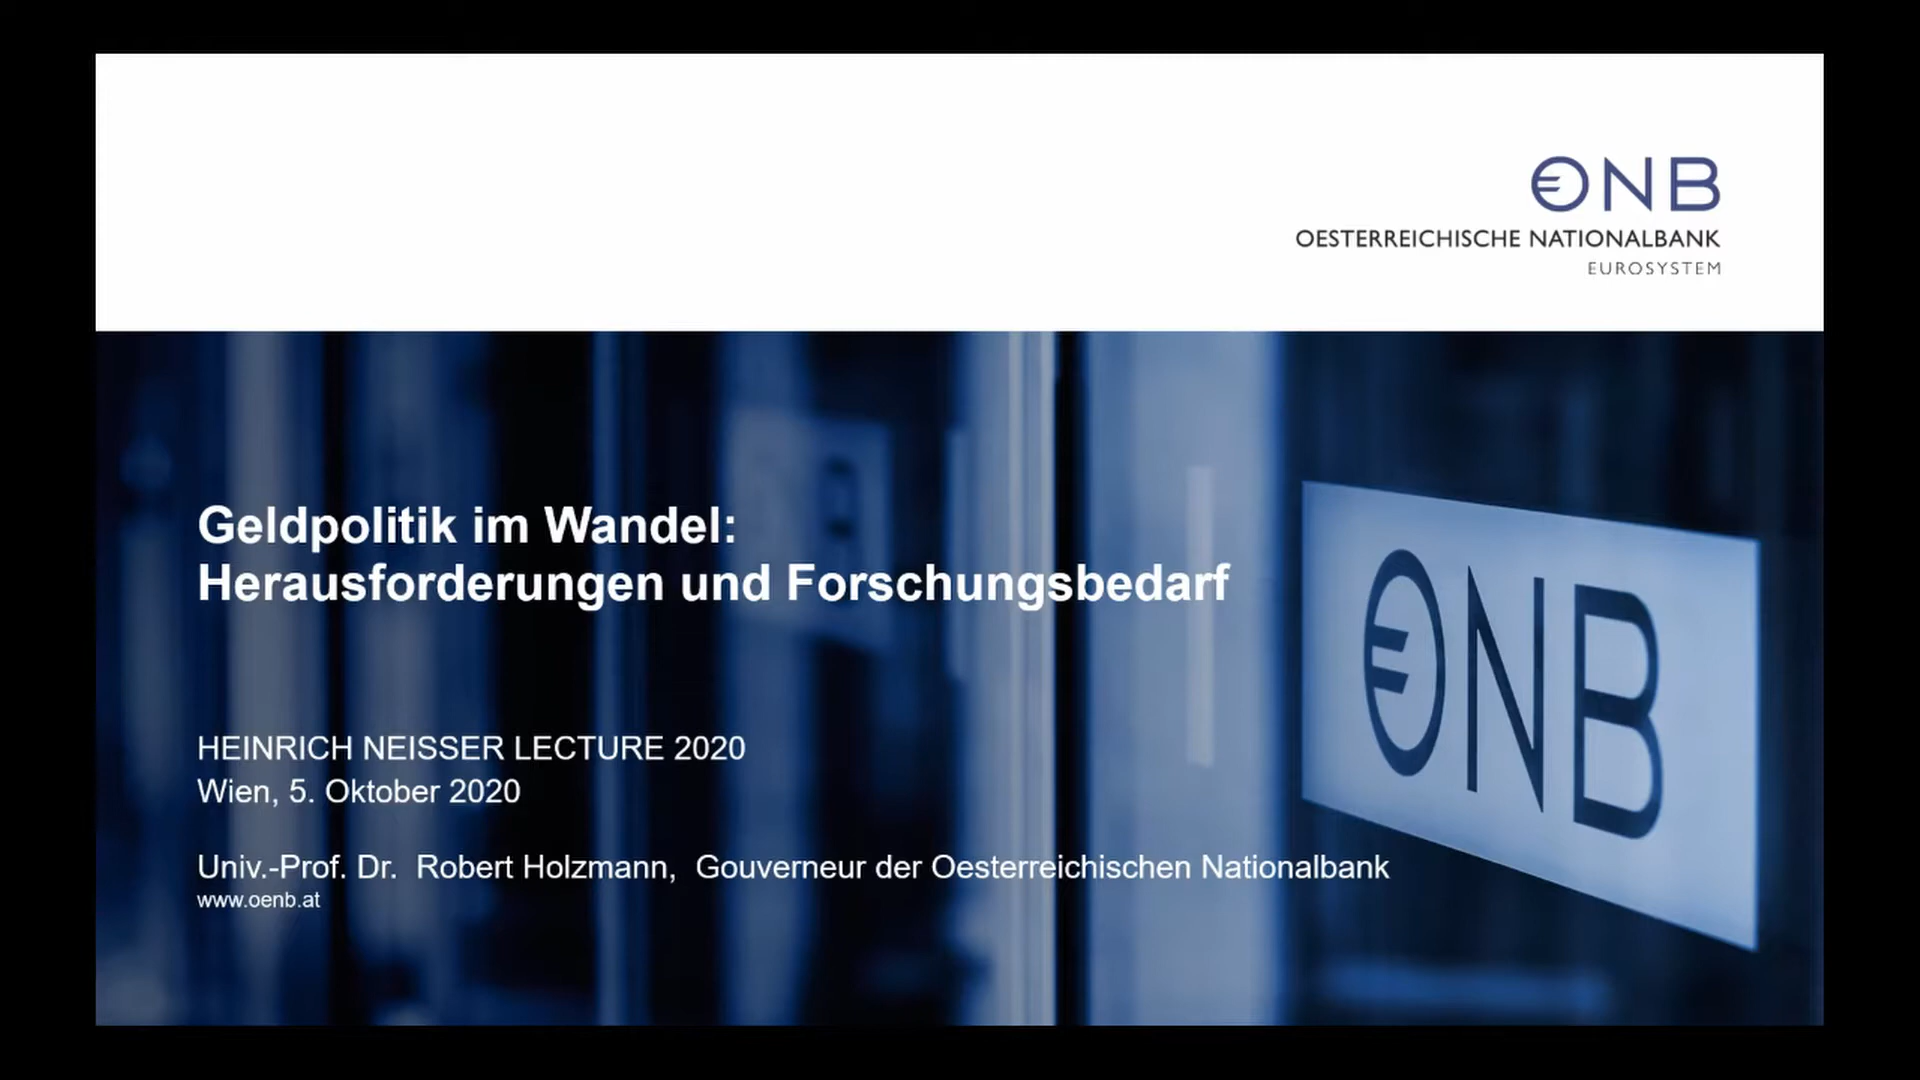 ONB
OESTERREICHISCHE NATIONALBANK
EUROSYSTEM
Geldpolitik im Wandel:
Herausforderungen und Forschungsbedarf
ONB
HEINRICH NEISSER LECTURE 2020
Wien, 5. Oktober 2020
Univ.-Prof. Dr. Robert Holzmann, Gouverneur der Oesterreichischen Nationalbank
www.oenb.at